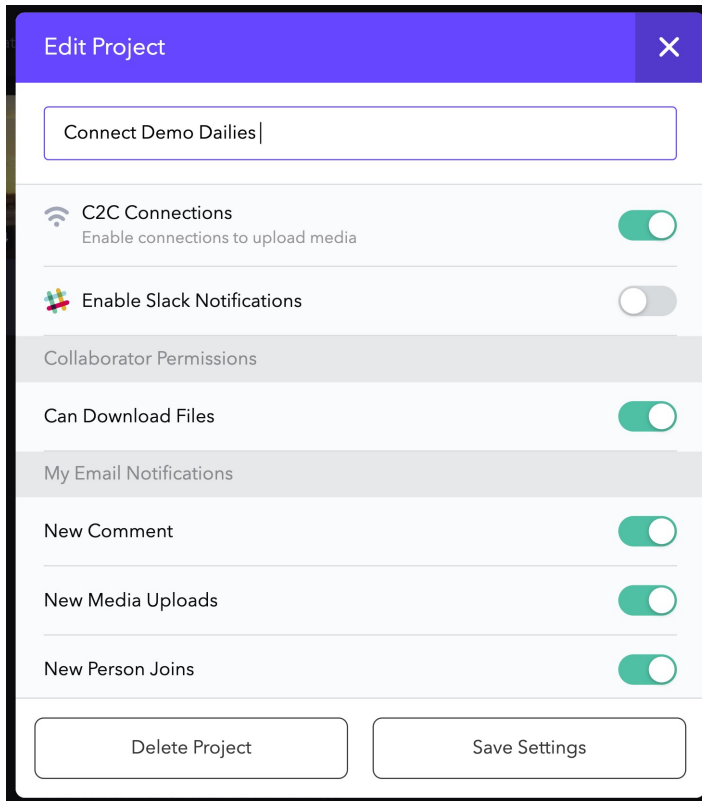 Edit Project
Connect Demo Dailies
C2C Connections
Enable connections to upload media
Enable Slack Notifications
Collaborator Permissions
Can Download Files
My Email Notifications
New Comment
New Media Uploads
New Person Joins
Delete Project
Save Settings